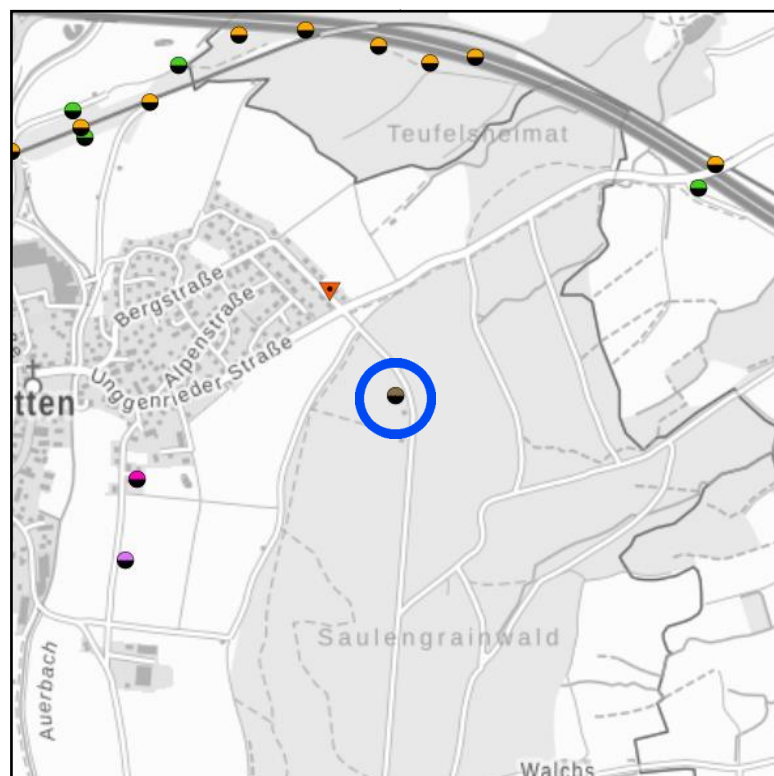 Teufelsheimat
Bergstraße
Alpenstraße
Unggenrieder Straße
tten
Saulengrainwald
Auerbach
Walchs